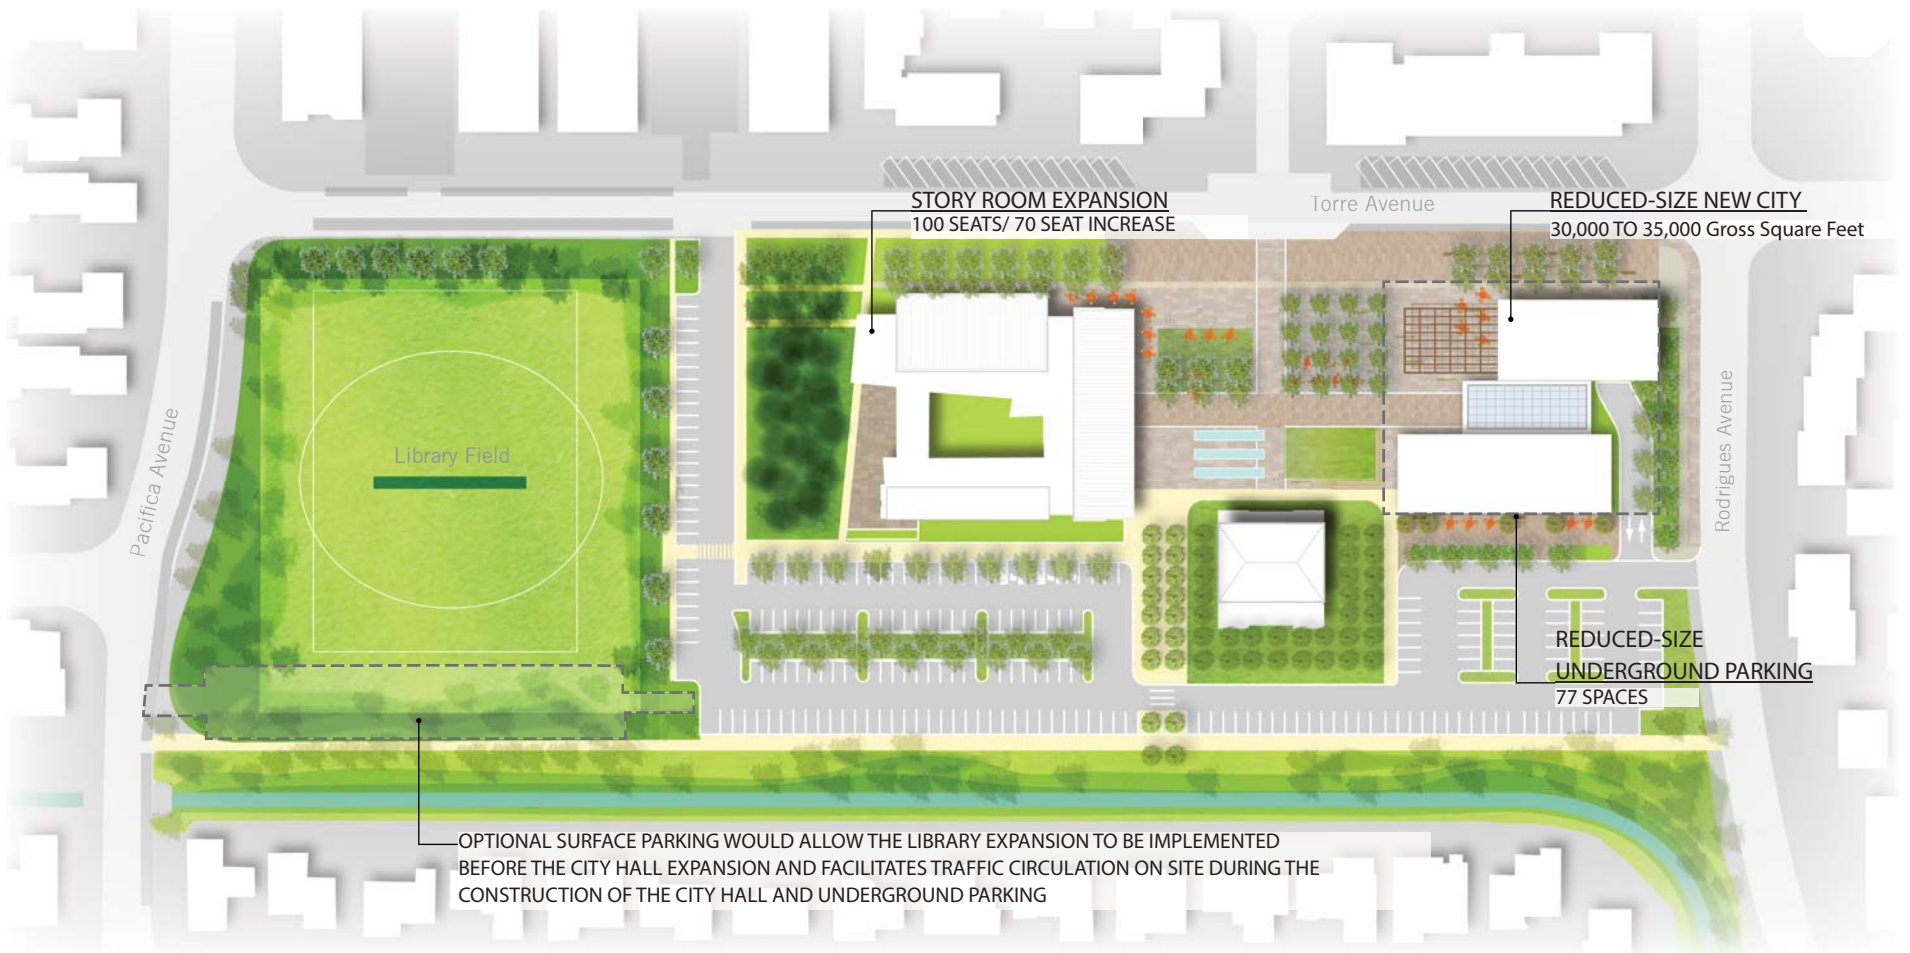 STORY ROOM EXPANSION
100 SEATS/ 70 SEAT INCREASE
Torre Avenue
REDUCED-SIZE NEW CITY
30,000 TO 35,000 Gross Square Feet
Library Field
Pacifica Avenue
Rodrigues Avenue
REDUCED-SIZE
UNDERGROUND PARKING
77 SPACES
OPTIONAL SURFACE PARKING WOULD ALLOW THE LIBRARY EXPANSION TO BE IMPLEMENTED
BEFORE THE CITY HALL EXPANSION AND FACILITATES TRAFFIC CIRCULATION ON SITE DURING THE
CONSTRUCTION OF THE CITY HALL AND UNDERGROUND PARKING